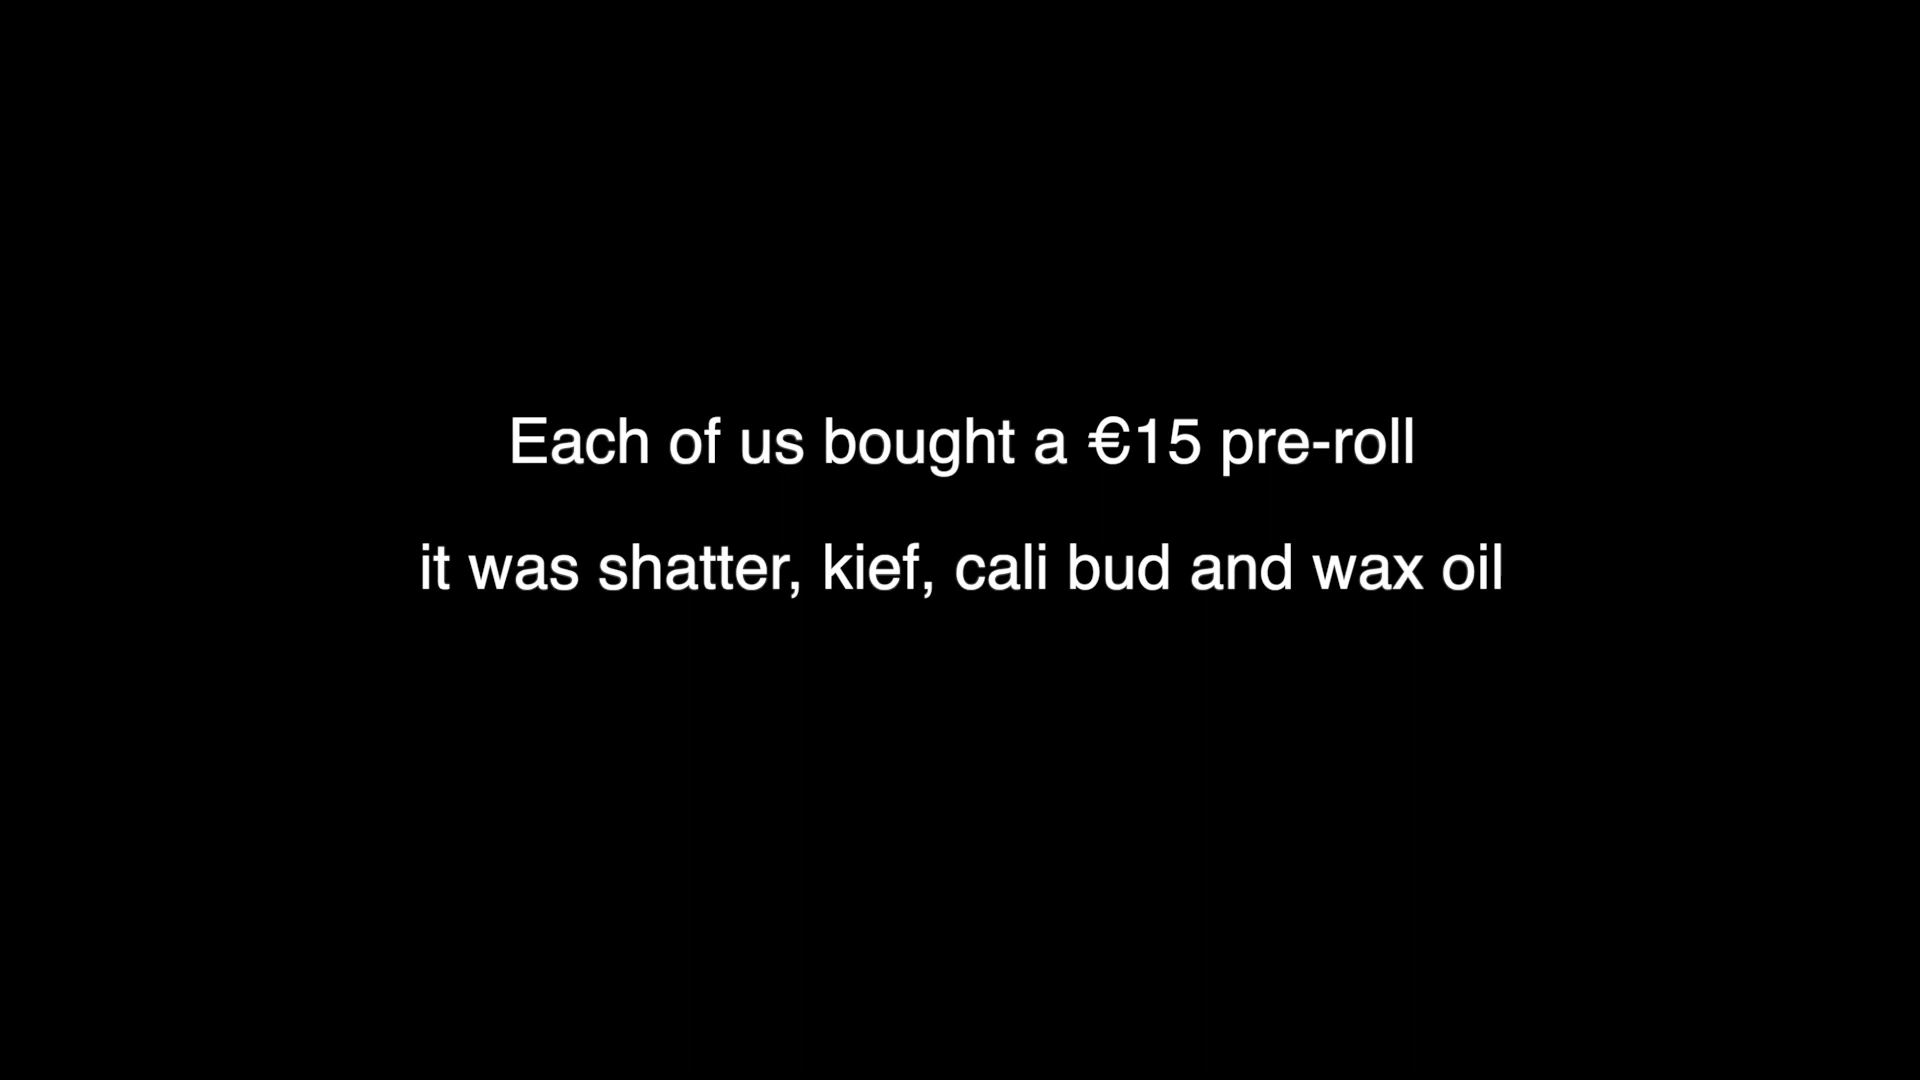 Each of us bought a €15 pre-roll
it was shatter, kief, cali bud and wax oil